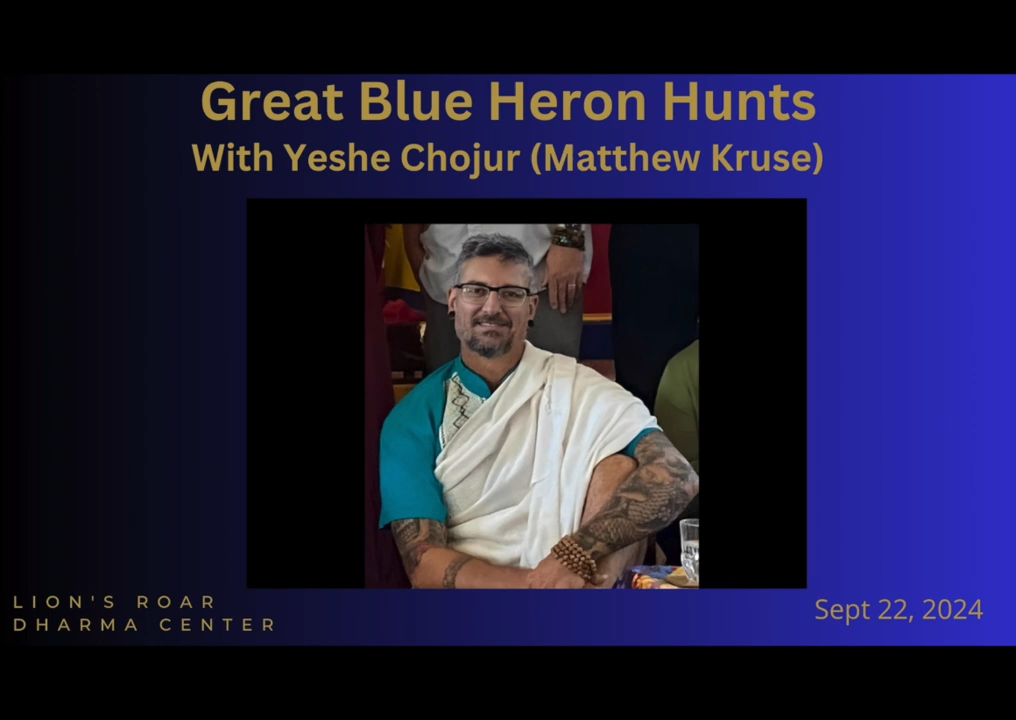 Great Blue Heron Hunts
With Yeshe Chojur (Matthew Kruse)
LION'S ROAR
DHARMA CENTER
Sept 22, 2024